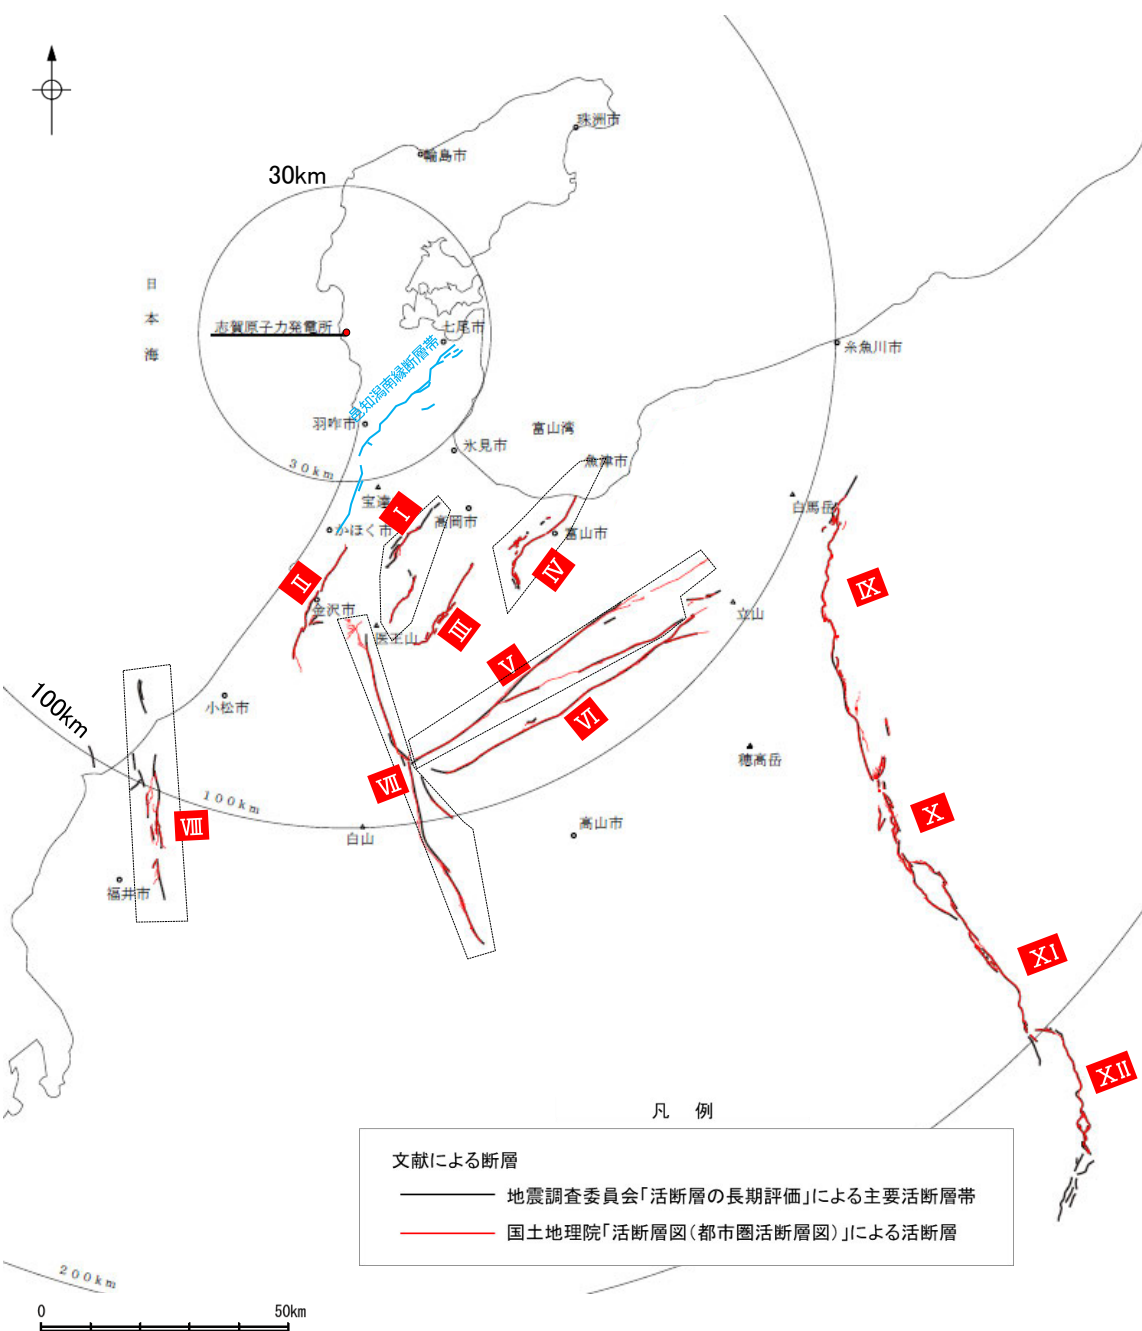 珠洲市
輪島市
30km
日本海
志賀原子力発電所
七尾市
糸魚川市
邑知潟南縁断層帯
羽咋市
富山湾
氷見市
魚津市
30km
宝達
白馬岳
Ⅰ
高岡市
かほく市
富山市
Ⅳ
Ⅱ
Ⅸ
金沢市
立山
Ⅲ
医王山
Ⅴ
100km
小松市
Ⅵ
穂高岳
Ⅶ
100km
Ⅹ
Ⅷ
白山
高山市
福井市
ⅩⅠ
ⅩⅡ
凡 例
文献による断層
地震調査委員会「活断層の長期評価」による主要活断層帯
国土地理院「活断層図(都市圏活断層図)」による活断層
200km
0 50km